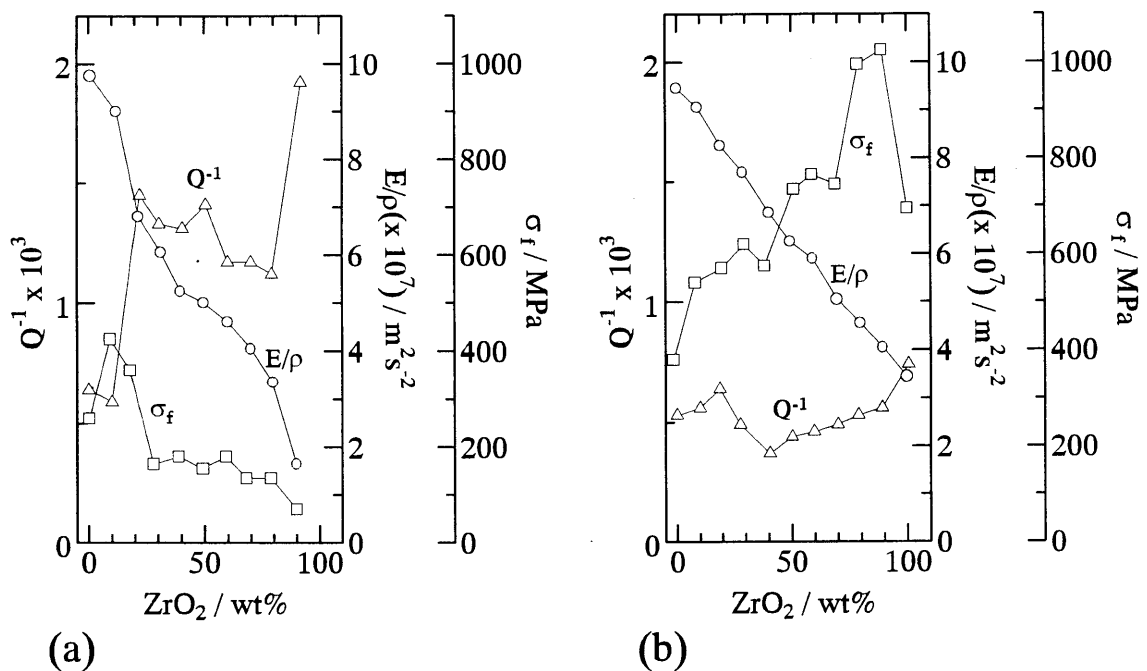 2
1
0
Q⁻¹ x 10³
Q⁻¹
E/ρ
σf
10
8
6
4
2
0
E/ρ(x 10⁷) / m²s⁻²
1000
800
600
400
200
0
σf / MPa
0 50 100
ZrO₂ / wt%
(a)
2
1
0
Q⁻¹ x 10³
σf
E/ρ
Q⁻¹
10
8
6
4
2
0
E/ρ(x 10⁷) / m²s⁻²
1000
800
600
400
200
0
σf / MPa
0 50 100
ZrO₂ / wt%
(b)